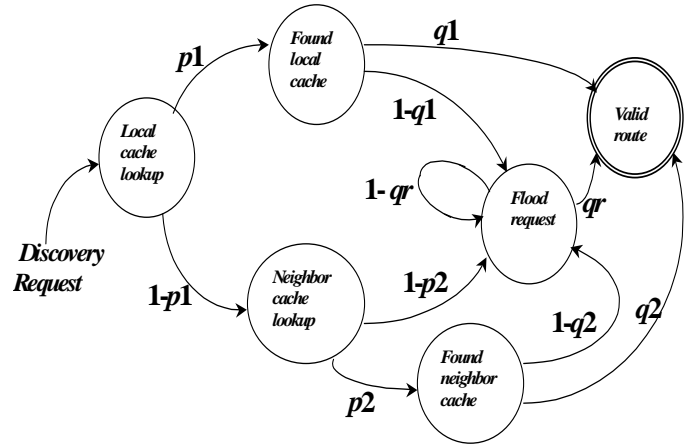 Found
local
cache
q1
p1
Valid
route
Local
cache
lookup
1-q1
1- qr
Flood
request
qr
Discovery
Request
1-p1
Neighbor
cache
lookup
1-p2
1-q2
q2
Found
neighbor
cache
p2